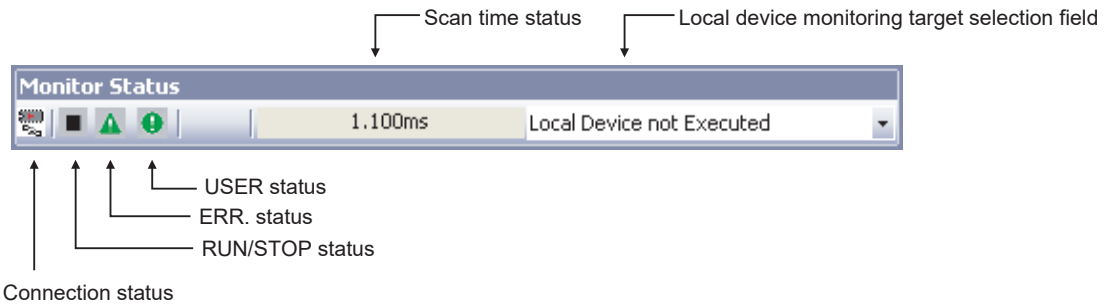 Scan time status
Local device monitoring target selection field
Monitor Status
1.100ms
Local Device not Executed
USER status
ERR. status
RUN/STOP status
Connection status